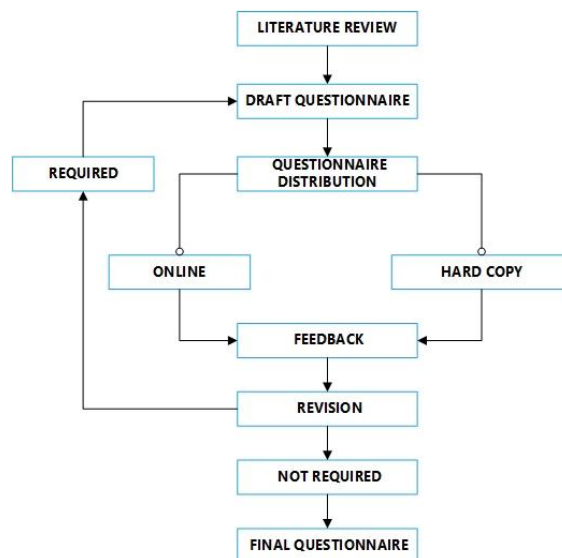 LITERATURE REVIEW
DRAFT QUESTIONNAIRE
REQUIRED
QUESTIONNAIRE
DISTRIBUTION
ONLINE
HARD COPY
FEEDBACK
REVISION
NOT REQUIRED
FINAL QUESTIONNAIRE